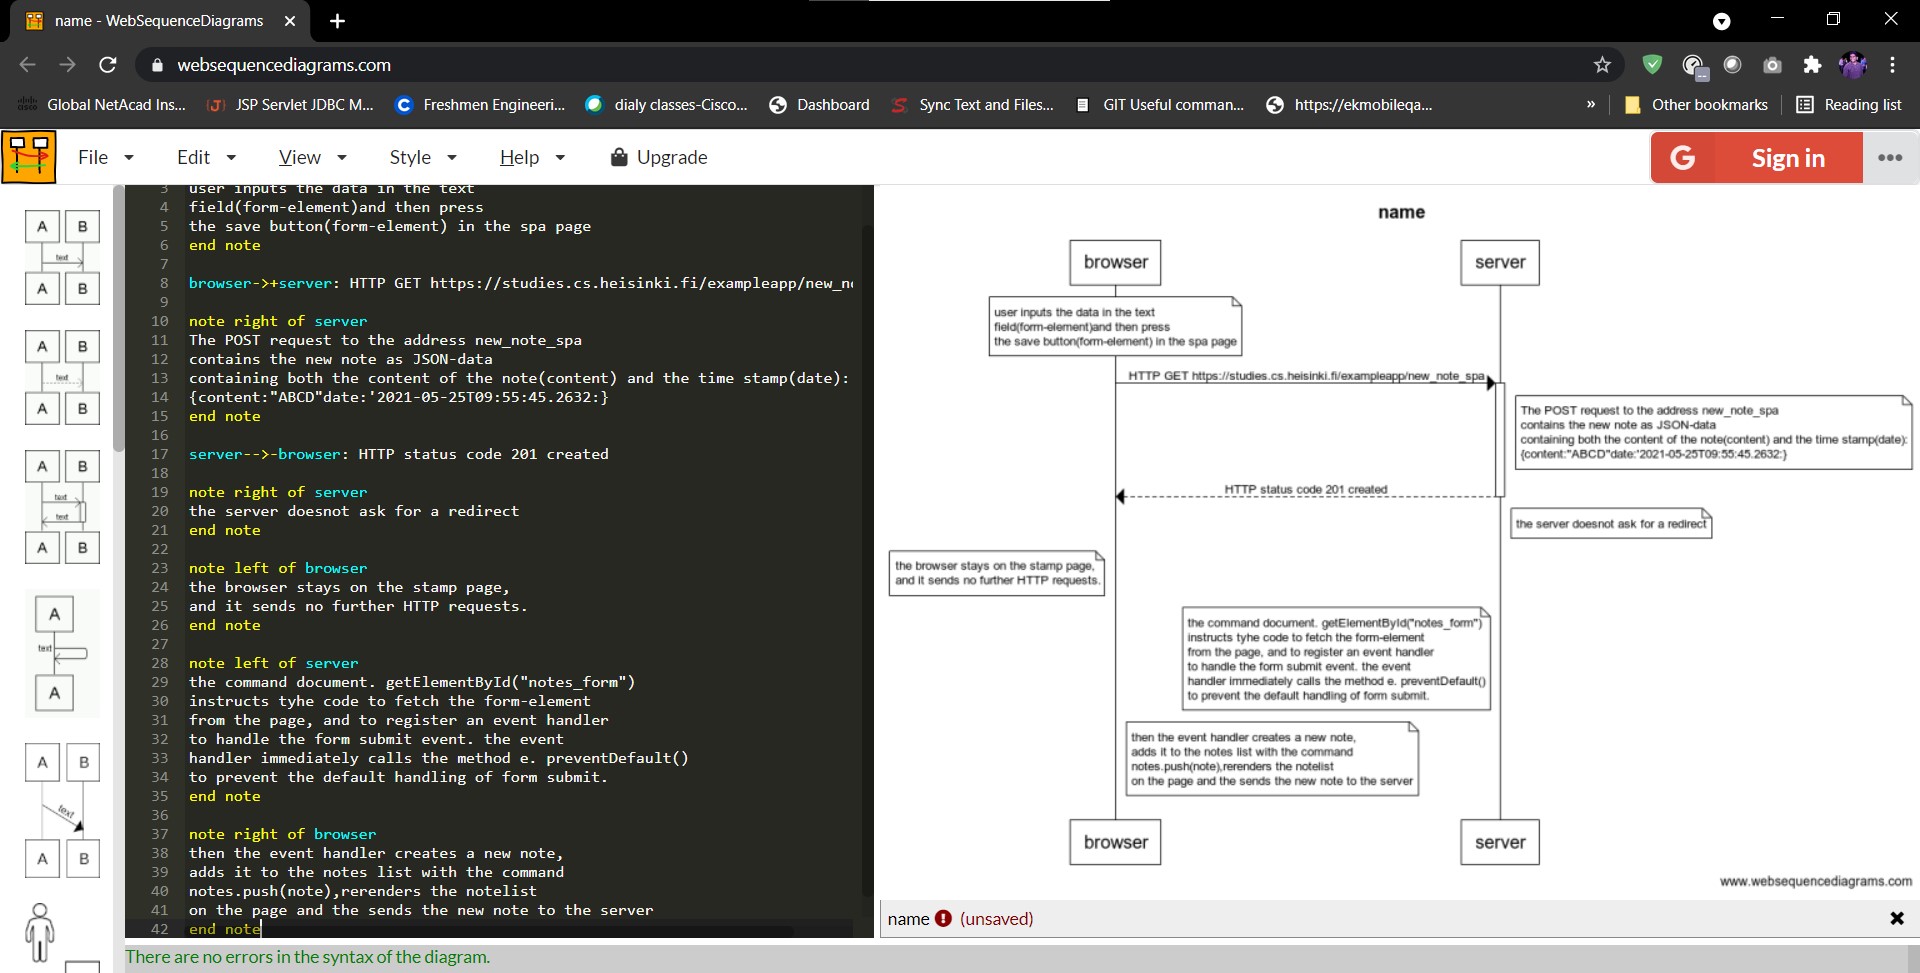 name - WebSequenceDiagrams
websequencediagrams.com
Global NetAcad Ins... JSP Servlet JDBC M... Freshmen Engineeri... dialy classes-Cisco... Dashboard Sync Text and Files... GIT Useful comman... https://ekmobileqa... » Other bookmarks Reading list
File Edit View Style Help Upgrade G Sign in
3 user inputs the data in the text
4 field(form-element)and then press
5 the save button(form-element) in the spa page
6 end note
7
8 browser->+server: HTTP GET https://studies.cs.heisinki.fi/exampleapp/new_n
9
10 note right of server
11 The POST request to the address new_note_spa
12 contains the new note as JSON-data
13 containing both the content of the note(content) and the time stamp(date):
14 {content:"ABCD"date:'2021-05-25T09:55:45.2632:}
15 end note
16
17 server-->-browser: HTTP status code 201 created
18
19 note right of server
20 the server doesnot ask for a redirect
21 end note
22
23 note left of browser
24 the browser stays on the stamp page,
25 and it sends no further HTTP requests.
26 end note
27
28 note left of server
29 the command document. getElementById("notes_form")
30 instructs tyhe code to fetch the form-element
31 from the page, and to register an event handler
32 to handle the form submit event. the event
33 handler immediately calls the method e. preventDefault()
34 to prevent the default handling of form submit.
35 end note
36
37 note right of browser
38 then the event handler creates a new note,
39 adds it to the notes list with the command
40 notes.push(note),rerenders the notelist
41 on the page and the sends the new note to the server
42 end note
There are no errors in the syntax of the diagram.
A B
text
A B
A B
text
A B
A B
text
text
A B
A
text
A
A B
text
A B
name
browser server
user inputs the data in the text
field(form-element)and then press
the save button(form-element) in the spa page
HTTP GET https://studies.cs.heisinki.fi/exampleapp/new_note_spa
The POST request to the address new_note_spa
contains the new note as JSON-data
containing both the content of the note(content) and the time stamp(date):
{content:"ABCD"date:'2021-05-25T09:55:45.2632:}
HTTP status code 201 created
the server doesnot ask for a redirect
the browser stays on the stamp page,
and it sends no further HTTP requests.
the command document. getElementById("notes_form")
instructs tyhe code to fetch the form-element
from the page, and to register an event handler
to handle the form submit event. the event
handler immediately calls the method e. preventDefault()
to prevent the default handling of form submit.
then the event handler creates a new note,
adds it to the notes list with the command
notes.push(note),rerenders the notelist
on the page and the sends the new note to the server
browser server
www.websequencediagrams.com
name (unsaved)